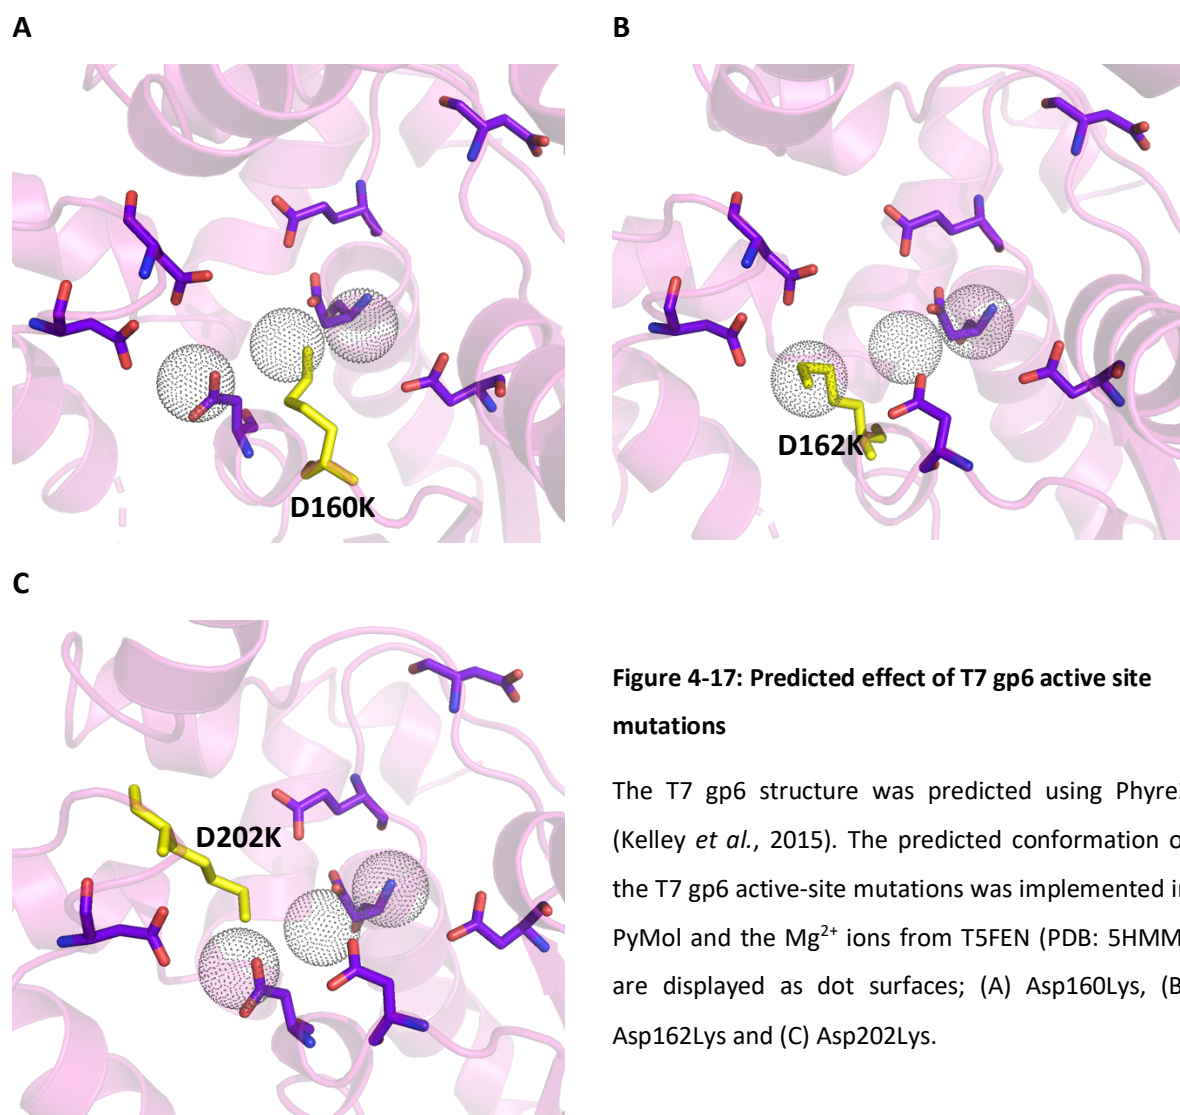 A
B
D160K
D162K
C
D202K
Figure 4-17: Predicted effect of T7 gp6 active site
mutations
The T7 gp6 structure was predicted using Phyre2
(Kelley et al., 2015). The predicted conformation o
the T7 gp6 active-site mutations was implemented in
PyMol and the Mg²⁺ ions from T5FEN (PDB: 5HMM
are displayed as dot surfaces; (A) Asp160Lys, (B
Asp162Lys and (C) Asp202Lys.